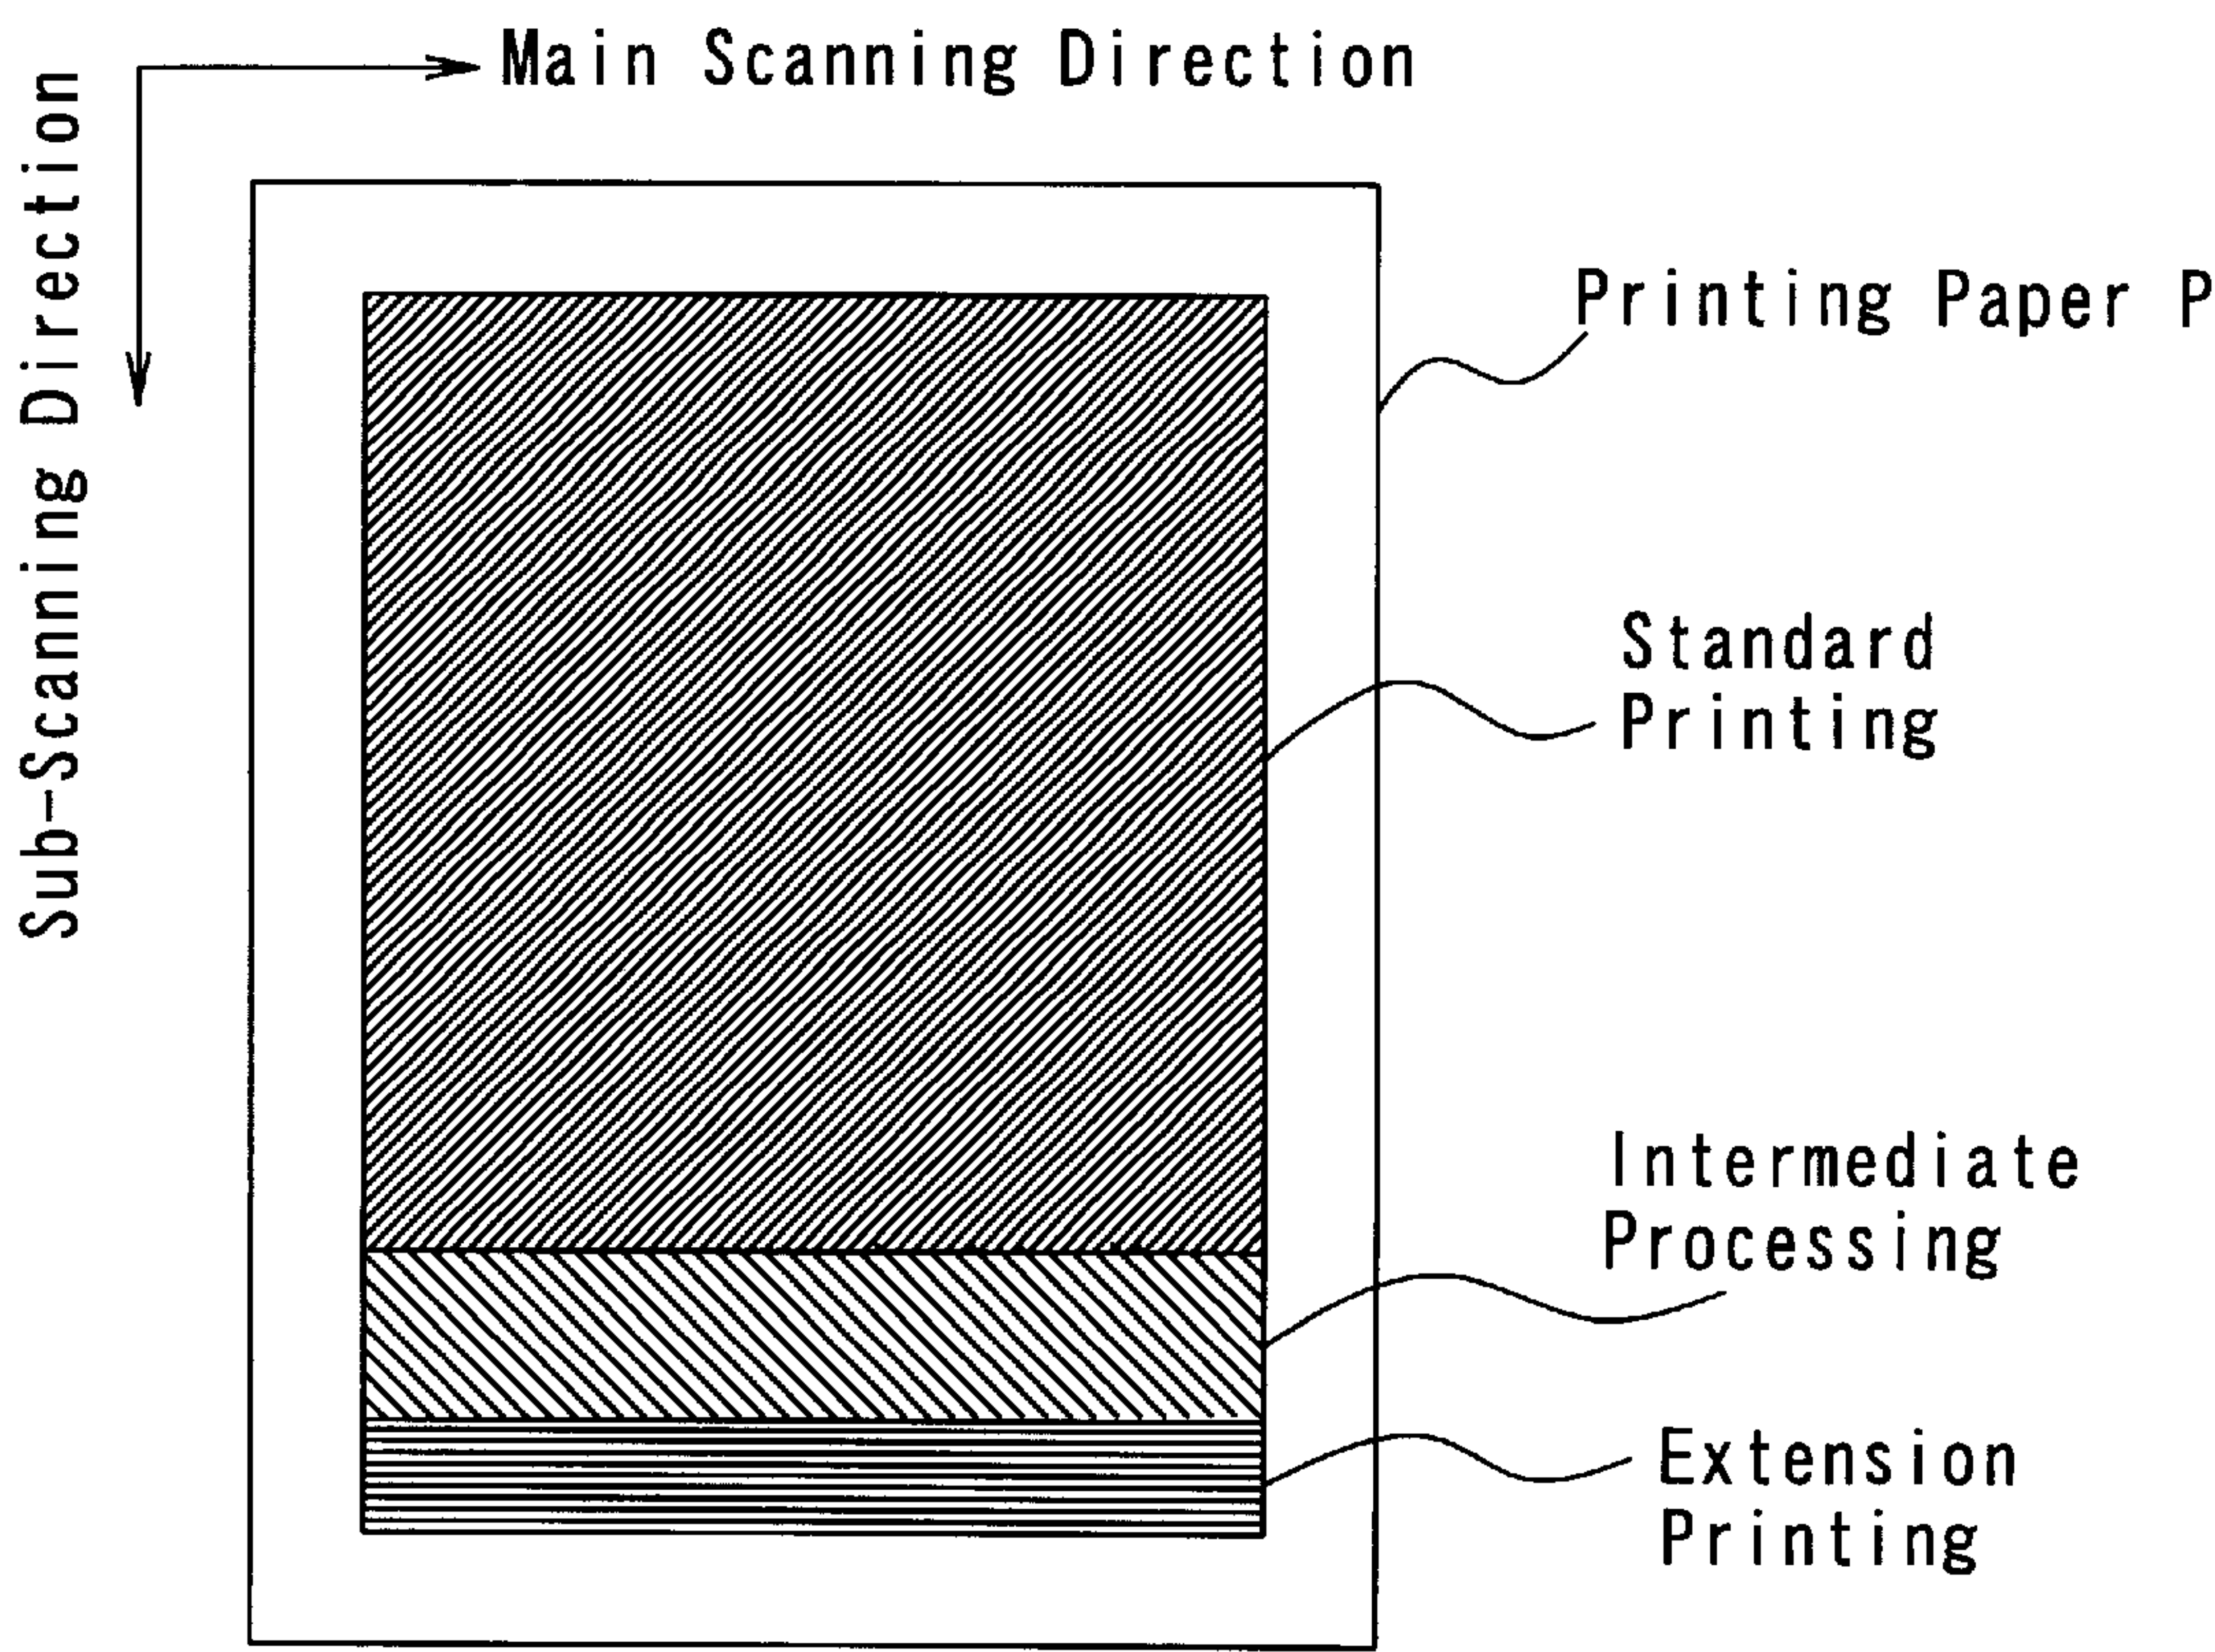 Main Scanning Direction
Sub-Scanning Direction
Printing Paper P
Standard
Printing
Intermediate
Processing
Extension
Printing